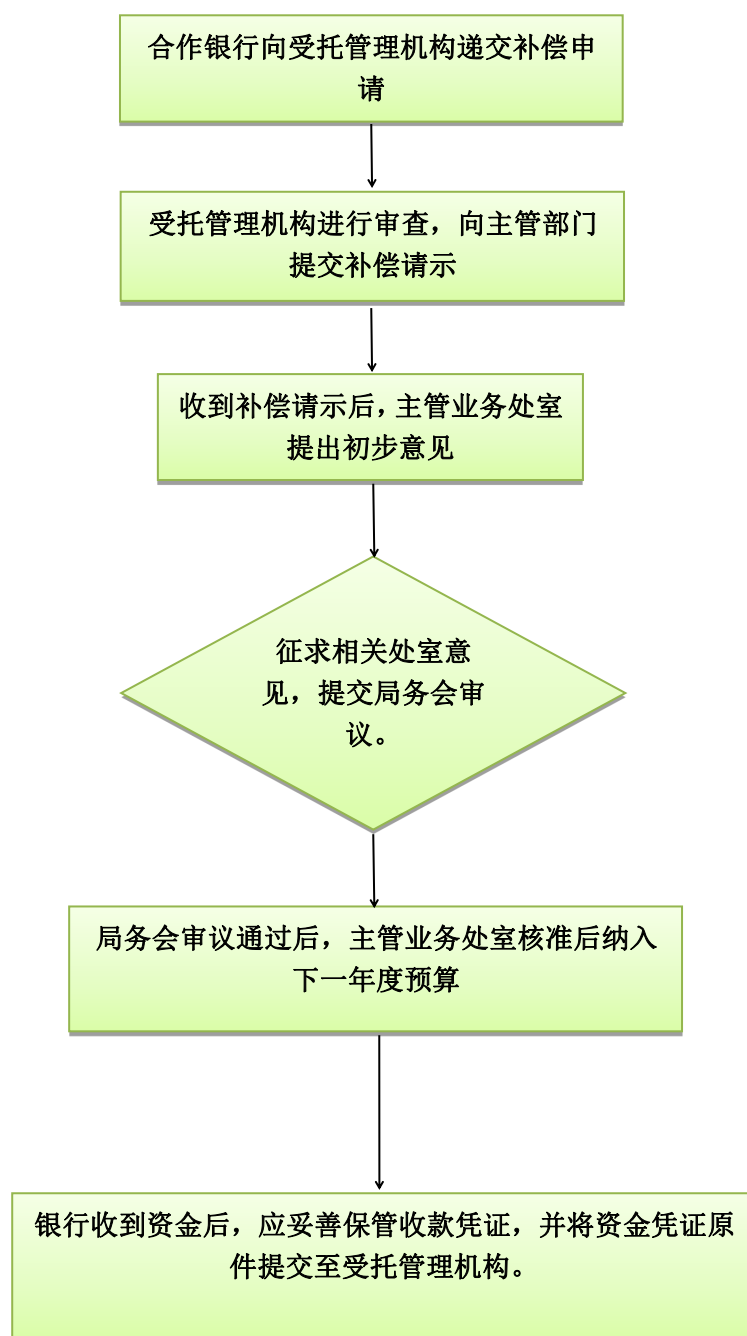 合作银行向受托管理机构递交补偿申
请
受托管理机构进行审查，向主管部门
提交补偿请示
收到补偿请示后，主管业务处室
提出初步意见
征求相关处室意
见，提交局务会审
议。
局务会审议通过后，主管业务处室核准后纳入
下一年度预算
银行收到资金后，应妥善保管收款凭证，并将资金凭证原
件提交至受托管理机构。